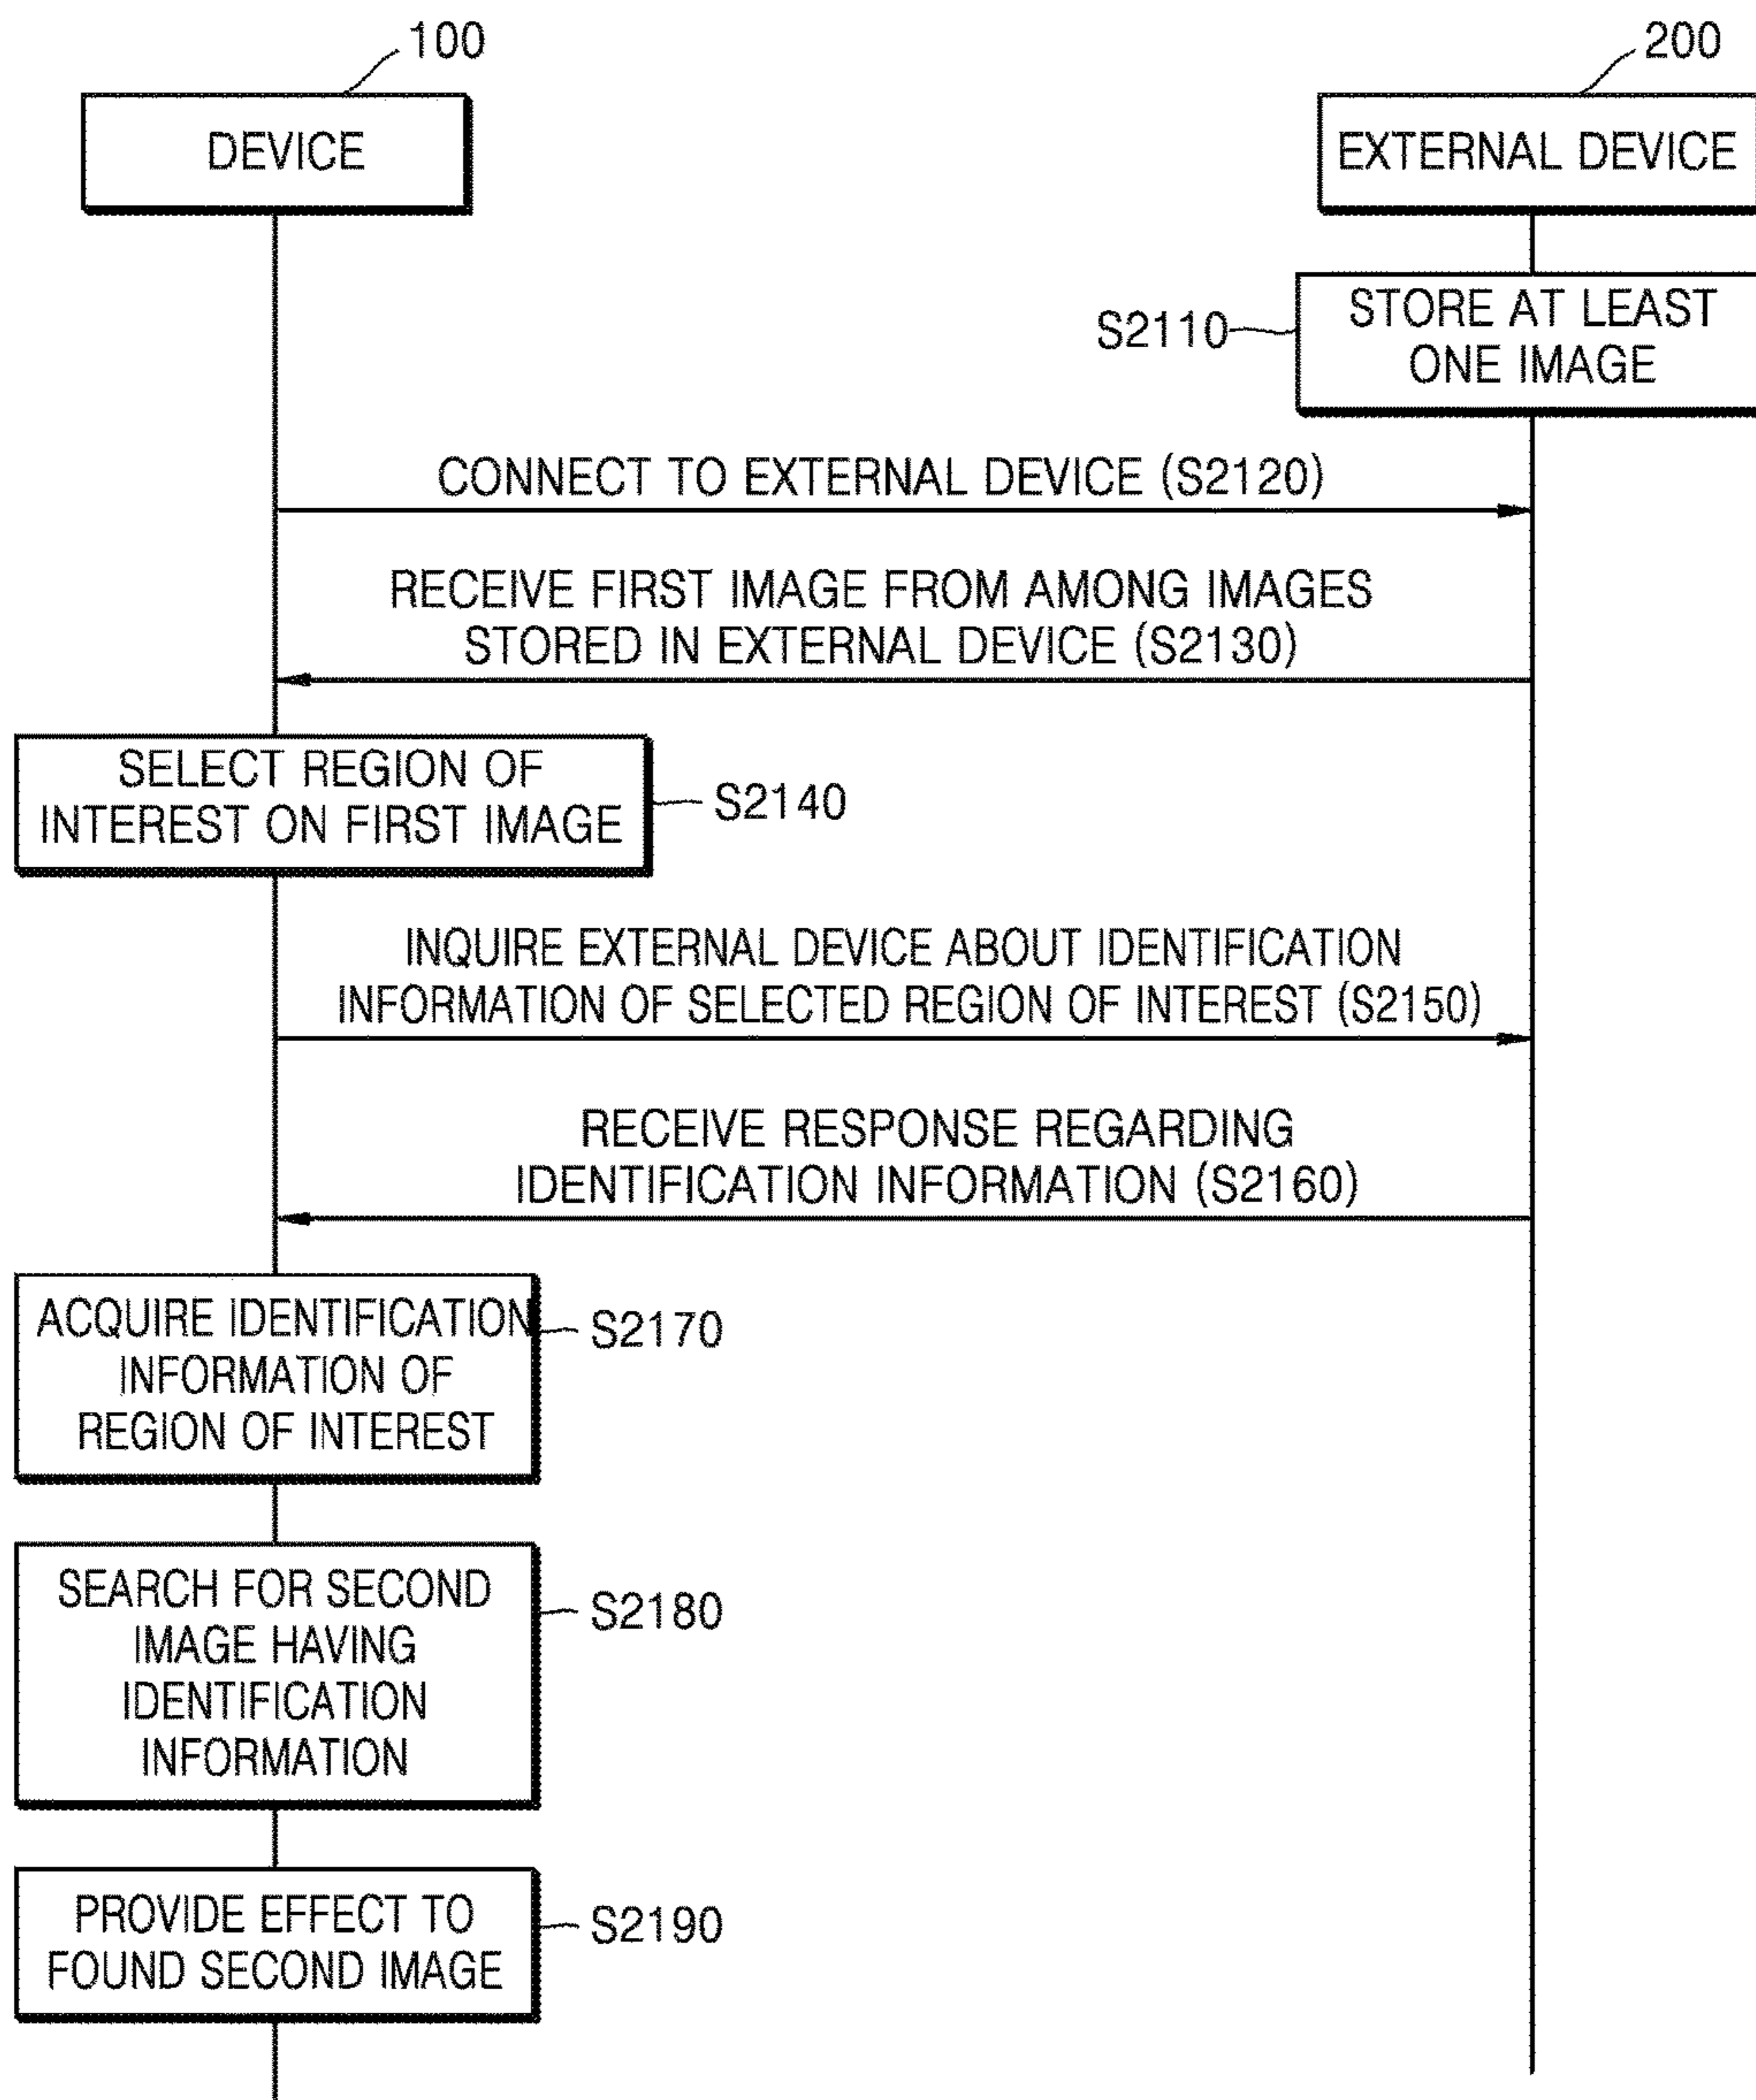 100
200
DEVICE
EXTERNAL DEVICE
S2110
STORE AT LEAST
ONE IMAGE
CONNECT TO EXTERNAL DEVICE (S2120)
RECEIVE FIRST IMAGE FROM AMONG IMAGES
STORED IN EXTERNAL DEVICE (S2130)
SELECT REGION OF
INTEREST ON FIRST IMAGE
S2140
INQUIRE EXTERNAL DEVICE ABOUT IDENTIFICATION
INFORMATION OF SELECTED REGION OF INTEREST (S2150)
RECEIVE RESPONSE REGARDING
IDENTIFICATION INFORMATION (S2160)
ACQUIRE IDENTIFICATION
INFORMATION OF
REGION OF INTEREST
S2170
SEARCH FOR SECOND
IMAGE HAVING
IDENTIFICATION
INFORMATION
S2180
PROVIDE EFFECT TO
FOUND SECOND IMAGE
S2190